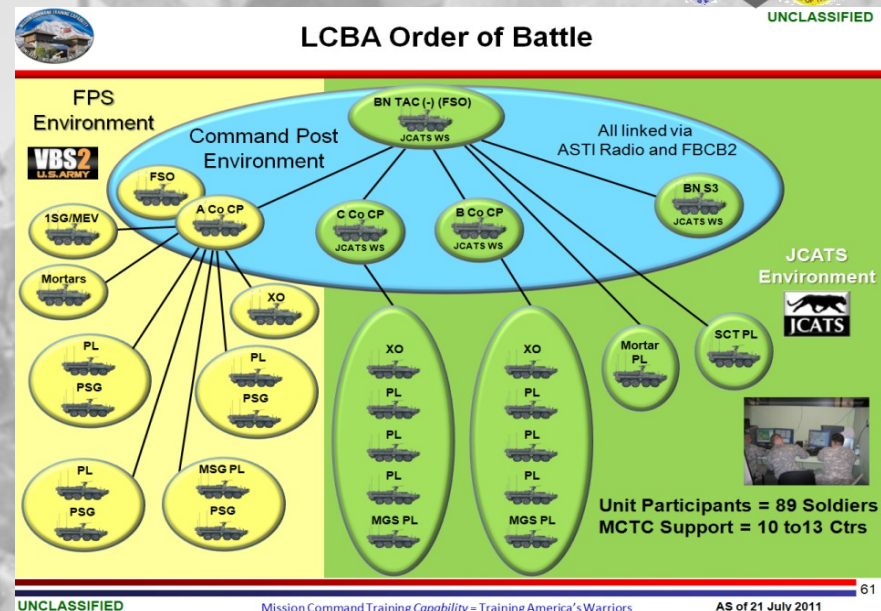 UNCLASSIFIED
LCBA Order of Battle
FPS
Environment
VBS2
U.S.ARMY
Command Post
Environment
BN TAC (-) (FSO)
JCATS WS
All linked via
ASTI Radio and FBCB2
FSO
A Co CP
1SG/MEV
Mortars
XO
PL
PSG
PL
PSG
PL
PSG
MSG PL
PSG
C Co CP
JCATS WS
B Co CP
JCATS WS
BN S3
JCATS WS
JCATS
Environment
JCATS
XO
PL
PL
PL
MGS PL
XO
PL
PL
PL
MGS PL
Mortar
PL
SCT PL
Unit Participants = 89 Soldiers
MCTC Support = 10 to13 Ctrs
61
UNCLASSIFIED
Mission Command Training Capability = Training America's Warriors
AS of 21 July 2011